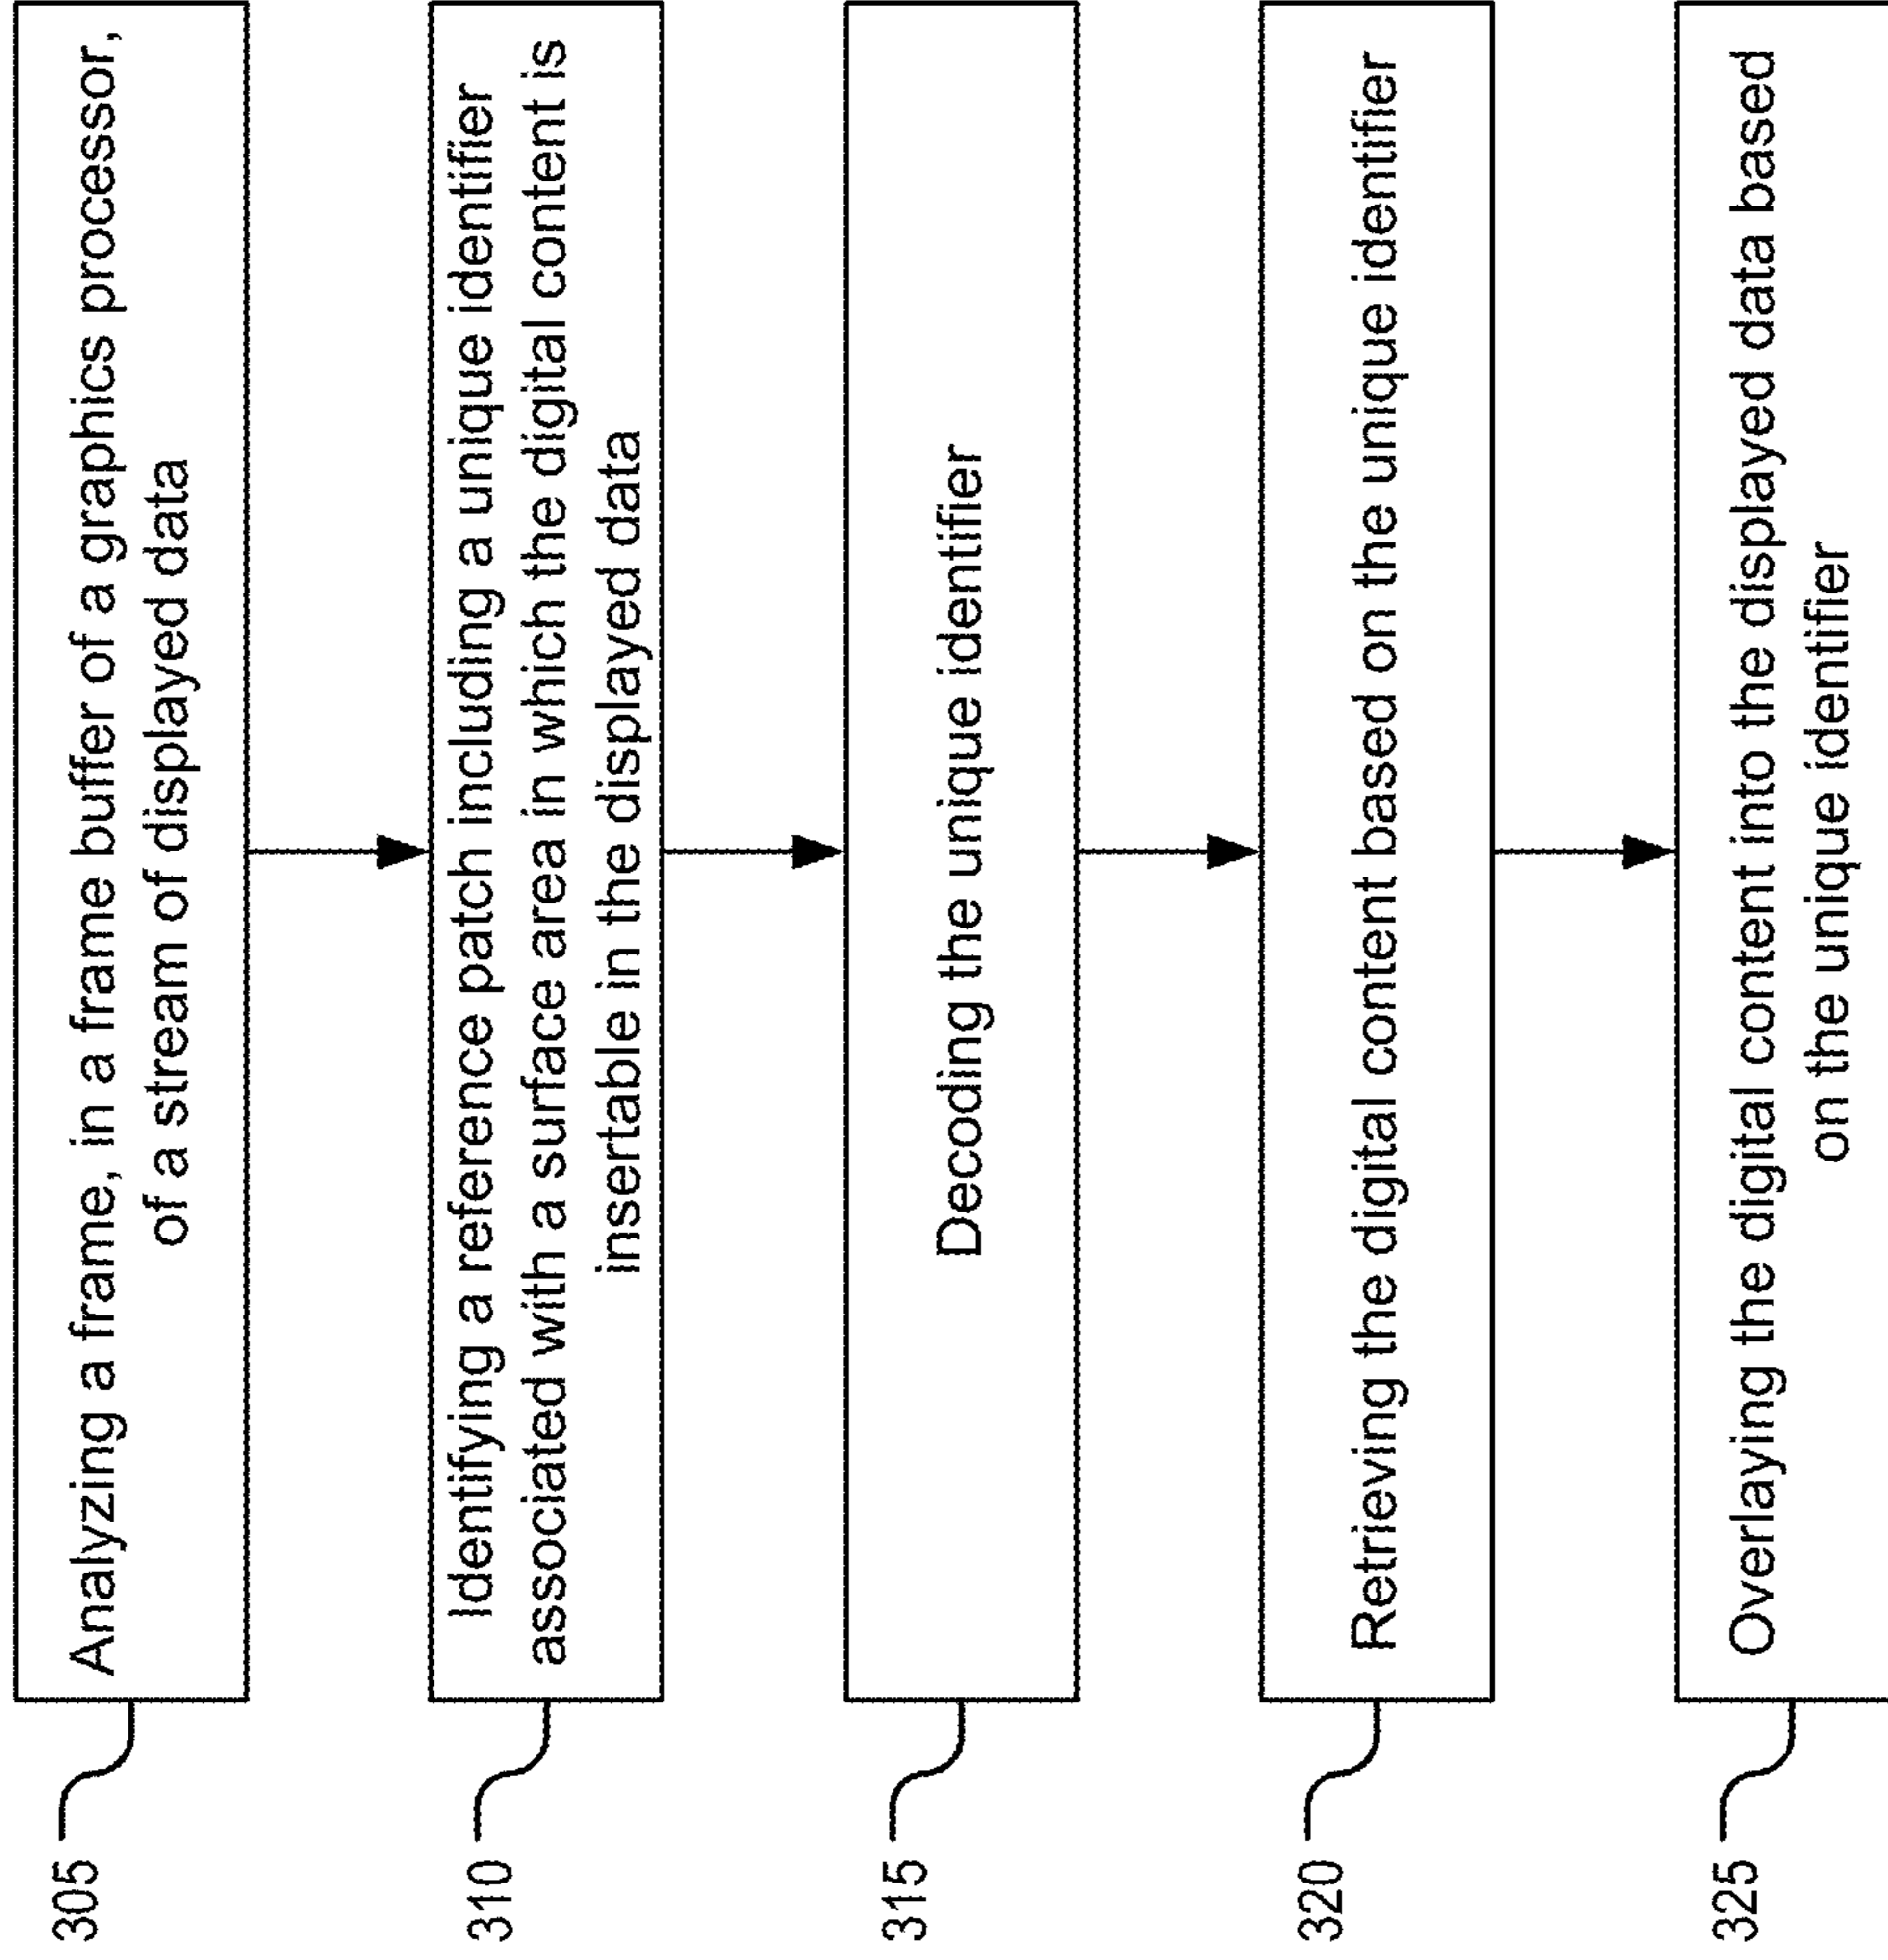 305
Analyzing a frame, in a frame buffer of a graphics processor,
of a stream of displayed data
310
Identifying a reference patch including a unique identifier
associated with a surface area in which the digital content is
insertable in the displayed data
315
Decoding the unique identifier
320
Retrieving the digital content based on the unique identifier
325
Overlaying the digital content into the displayed data based
on the unique identifier